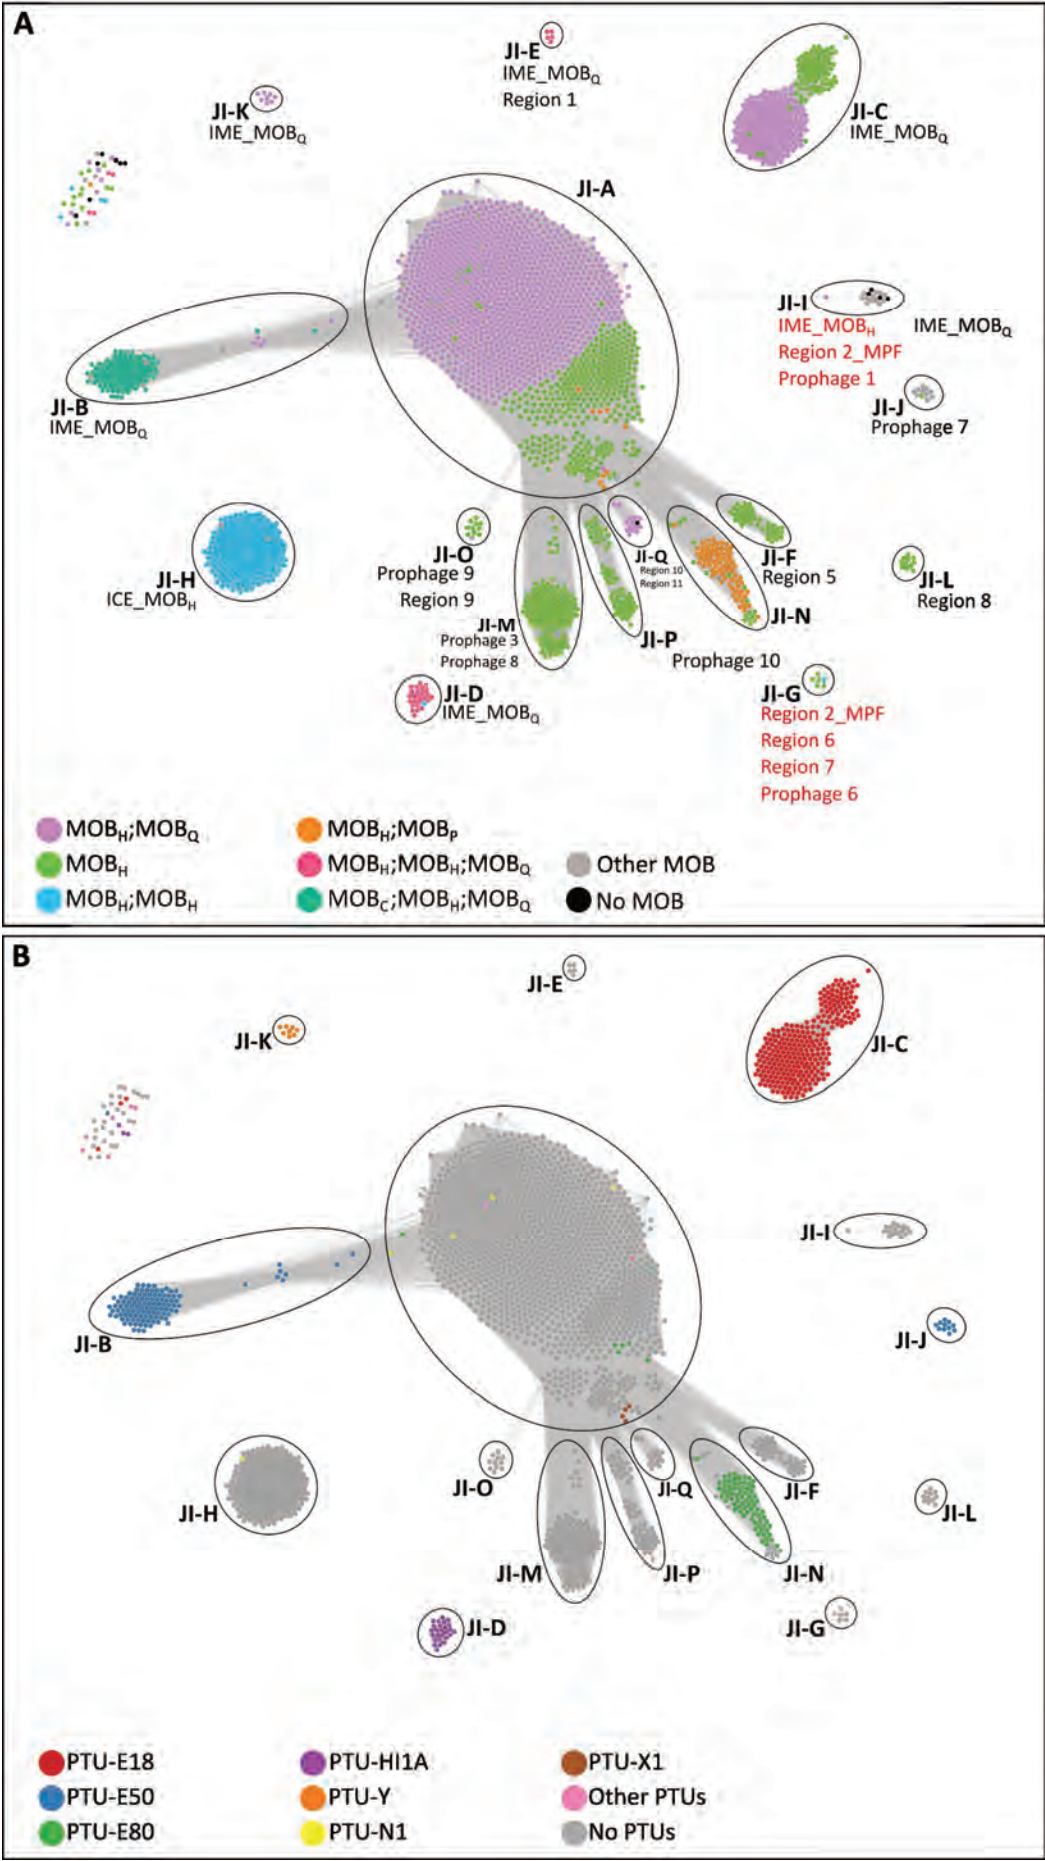 A
JI-E
IME_MOBQ
Region 1
JI-K
IME_MOBQ
JI-C
IME_MOBQ
JI-A
JI-I
IME_MOBH IME_MOBQ
Region 2_MPF
Prophage 1
JI-J
Prophage 7
JI-B
IME_MOBQ
JI-H
ICE_MOBH
JI-O
Prophage 9
Region 9
JI-Q
Region 10
Region 11
JI-F
Region 5
JI-L
Region 8
JI-M
Prophage 3
Prophage 8
JI-P
JI-N
Prophage 10
JI-D
IME_MOBQ
JI-G
Region 2_MPF
Region 6
Region 7
Prophage 6
MOBH;MOBQ
MOBH;MOBP
MOBH
MOBH;MOBH;MOBQ
Other MOB
MOBH;MOBH
MOBC;MOBH;MOBQ
No MOB
B
JI-E
JI-K
JI-C
JI-I
JI-J
JI-B
JI-H
JI-O
JI-Q
JI-F
JI-L
JI-M
JI-P
JI-N
JI-D
JI-G
PTU-E18
PTU-HI1A
PTU-X1
PTU-E50
PTU-Y
Other PTUs
PTU-E80
PTU-N1
No PTUs